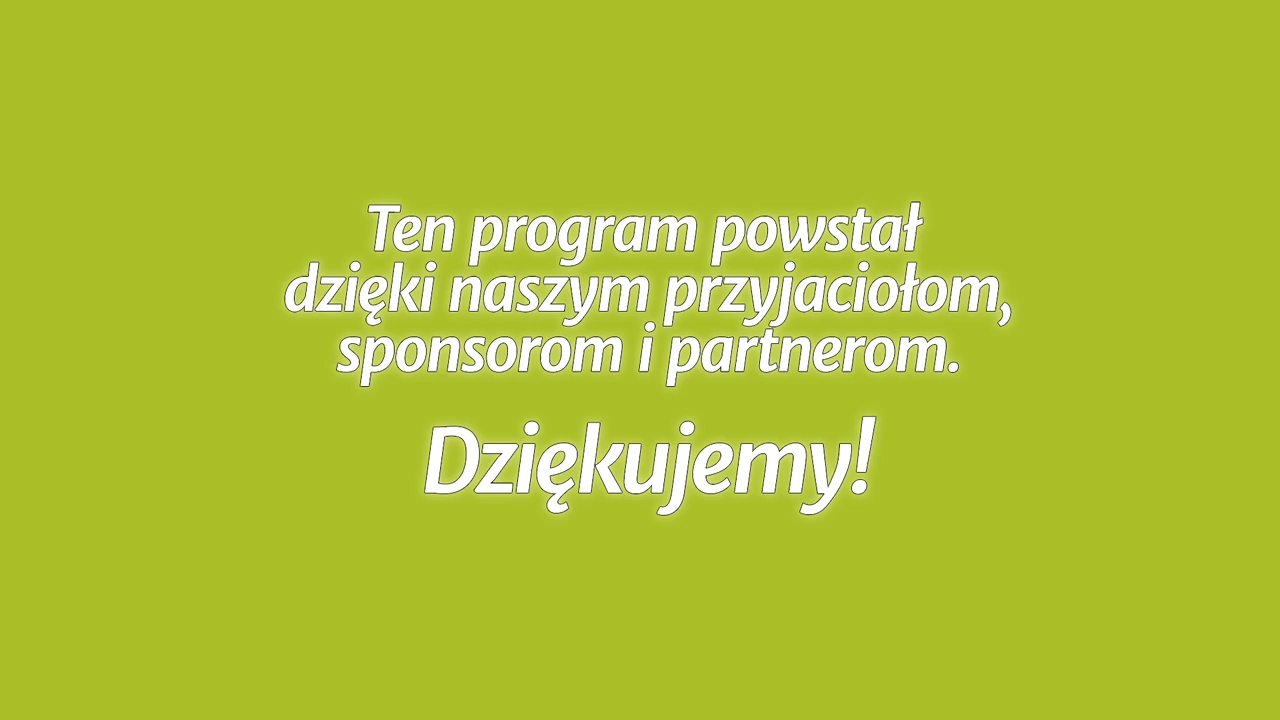 Ten program powstał
dzięki naszym przyjaciołom,
sponsorom i partnerom.
Dziękujemy!